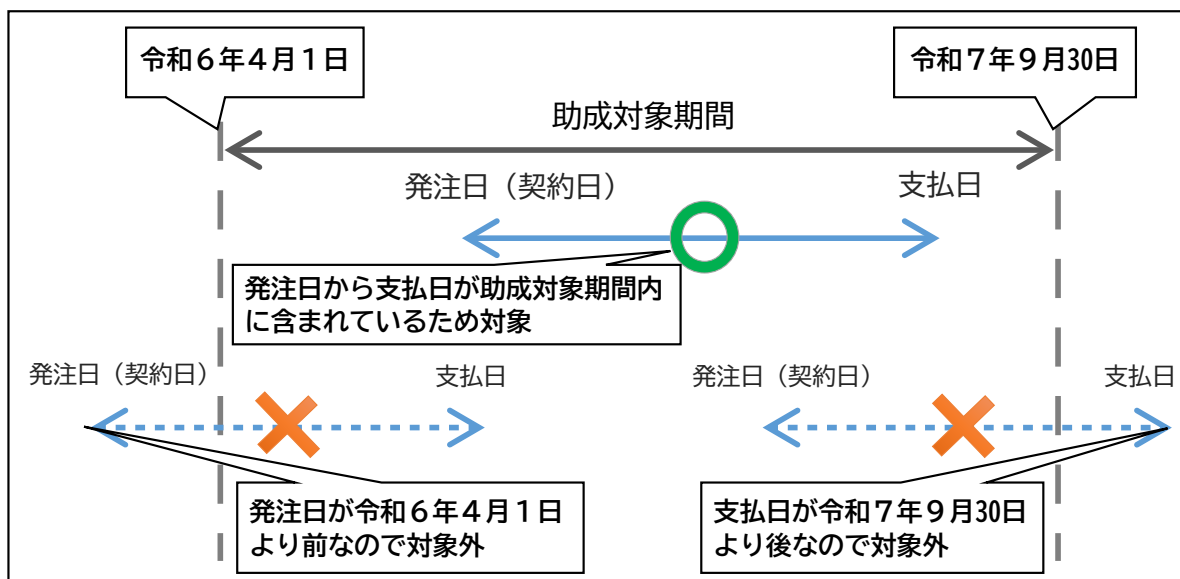 令和６年４月１日
令和７年９月30日
助成対象期間
発注日（契約日）
支払日
発注日から支払日が助成対象期間内
に含まれているため対象
発注日（契約日）
支払日
発注日（契約日）
支払日
発注日が令和６年４月１日
より前なので対象外
支払日が令和７年９月30日
より後なので対象外